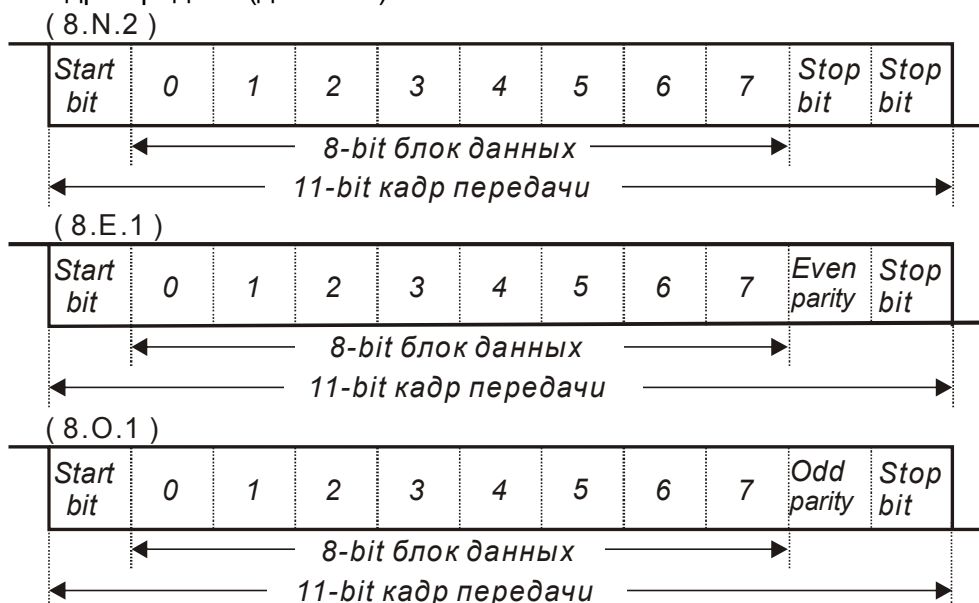 ( 8.N.2 )
Start bit 0 1 2 3 4 5 6 7 Stop bit Stop bit
8-bit блок данных
11-bit кадр передачи
( 8.E.1 )
Start bit 0 1 2 3 4 5 6 7 Even parity Stop bit
8-bit блок данных
11-bit кадр передачи
( 8.O.1 )
Start bit 0 1 2 3 4 5 6 7 Odd parity Stop bit
8-bit блок данных
11-bit кадр передачи